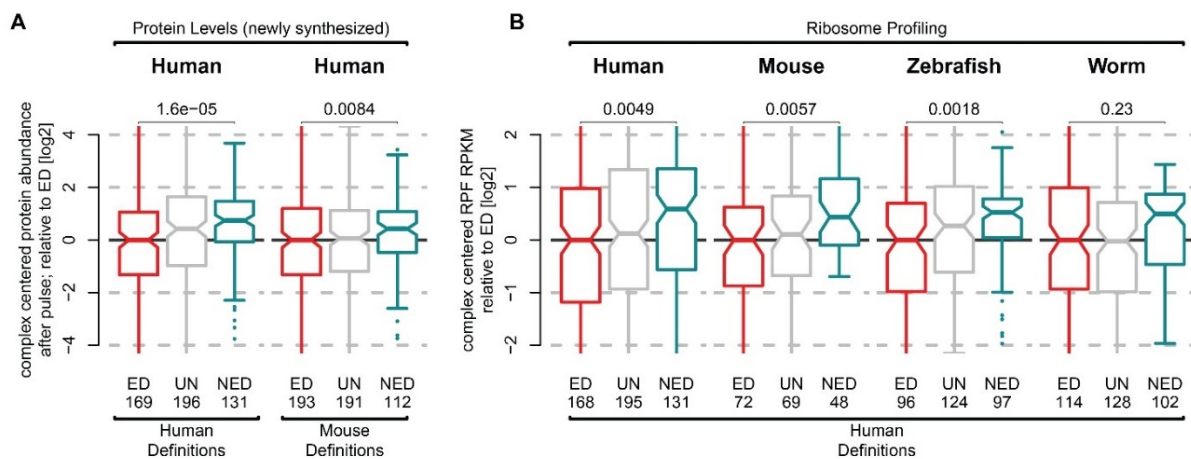 A
Protein Levels (newly synthesized)
Human Human
1.6e-05 0.0084
complex centered protein abundance
after pulse; relative to ED [log2]
4
2
0
−2
−4
ED UN NED ED UN NED
169 196 131 193 191 112
Human Mouse
Definitions Definitions
B
Ribosome Profiling
Human Mouse Zebrafish Worm
0.0049 0.0057 0.0018 0.23
complex centered RPF RPKM
relative to ED [log2]
2
1
0
−1
−2
ED UN NED ED UN NED ED UN NED ED UN NED
168 195 131 72 69 48 96 124 97 114 128 102
Human
Definitions